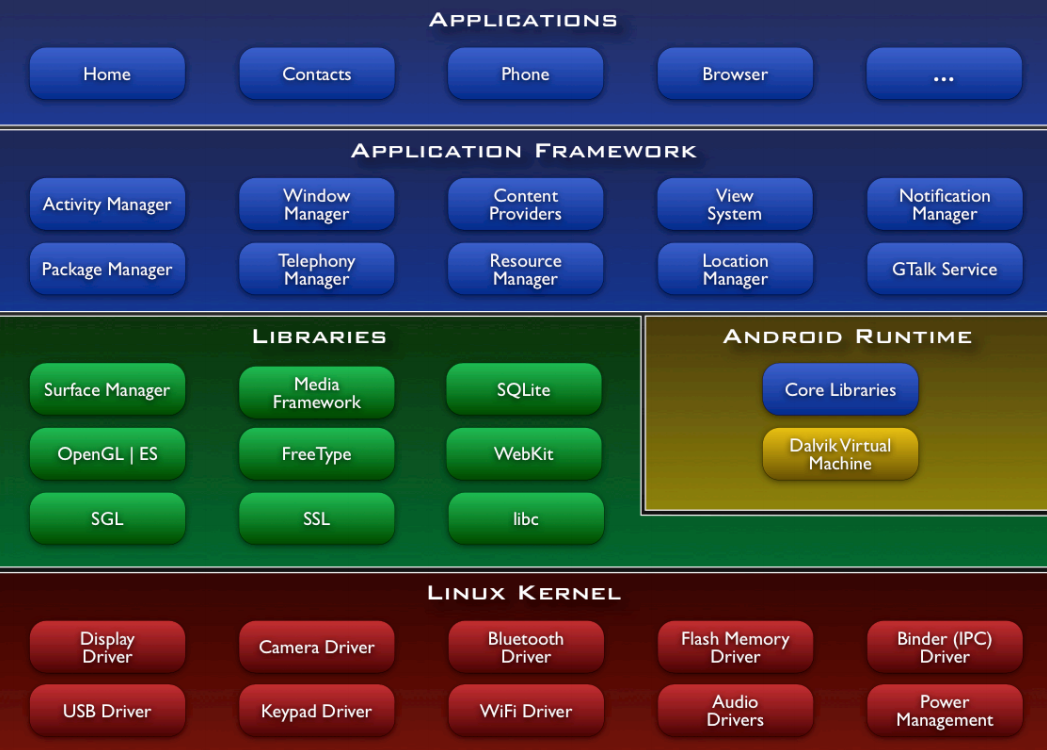 APPLICATIONS
Home
Contacts
Phone
Browser
...
APPLICATION FRAMEWORK
Activity Manager
Window
Manager
Content
Providers
View
System
Notification
Manager
Package Manager
Telephony
Manager
Resource
Manager
Location
Manager
GTalk Service
LIBRARIES
Surface Manager
Media
Framework
SQLite
OpenGL | ES
FreeType
WebKit
SGL
SSL
libc
ANDROID RUNTIME
Core Libraries
Dalvik Virtual
Machine
LINUX KERNEL
Display
Driver
Camera Driver
Bluetooth
Driver
Flash Memory
Driver
Binder (IPC)
Driver
USB Driver
Keypad Driver
WiFi Driver
Audio
Drivers
Power
Management